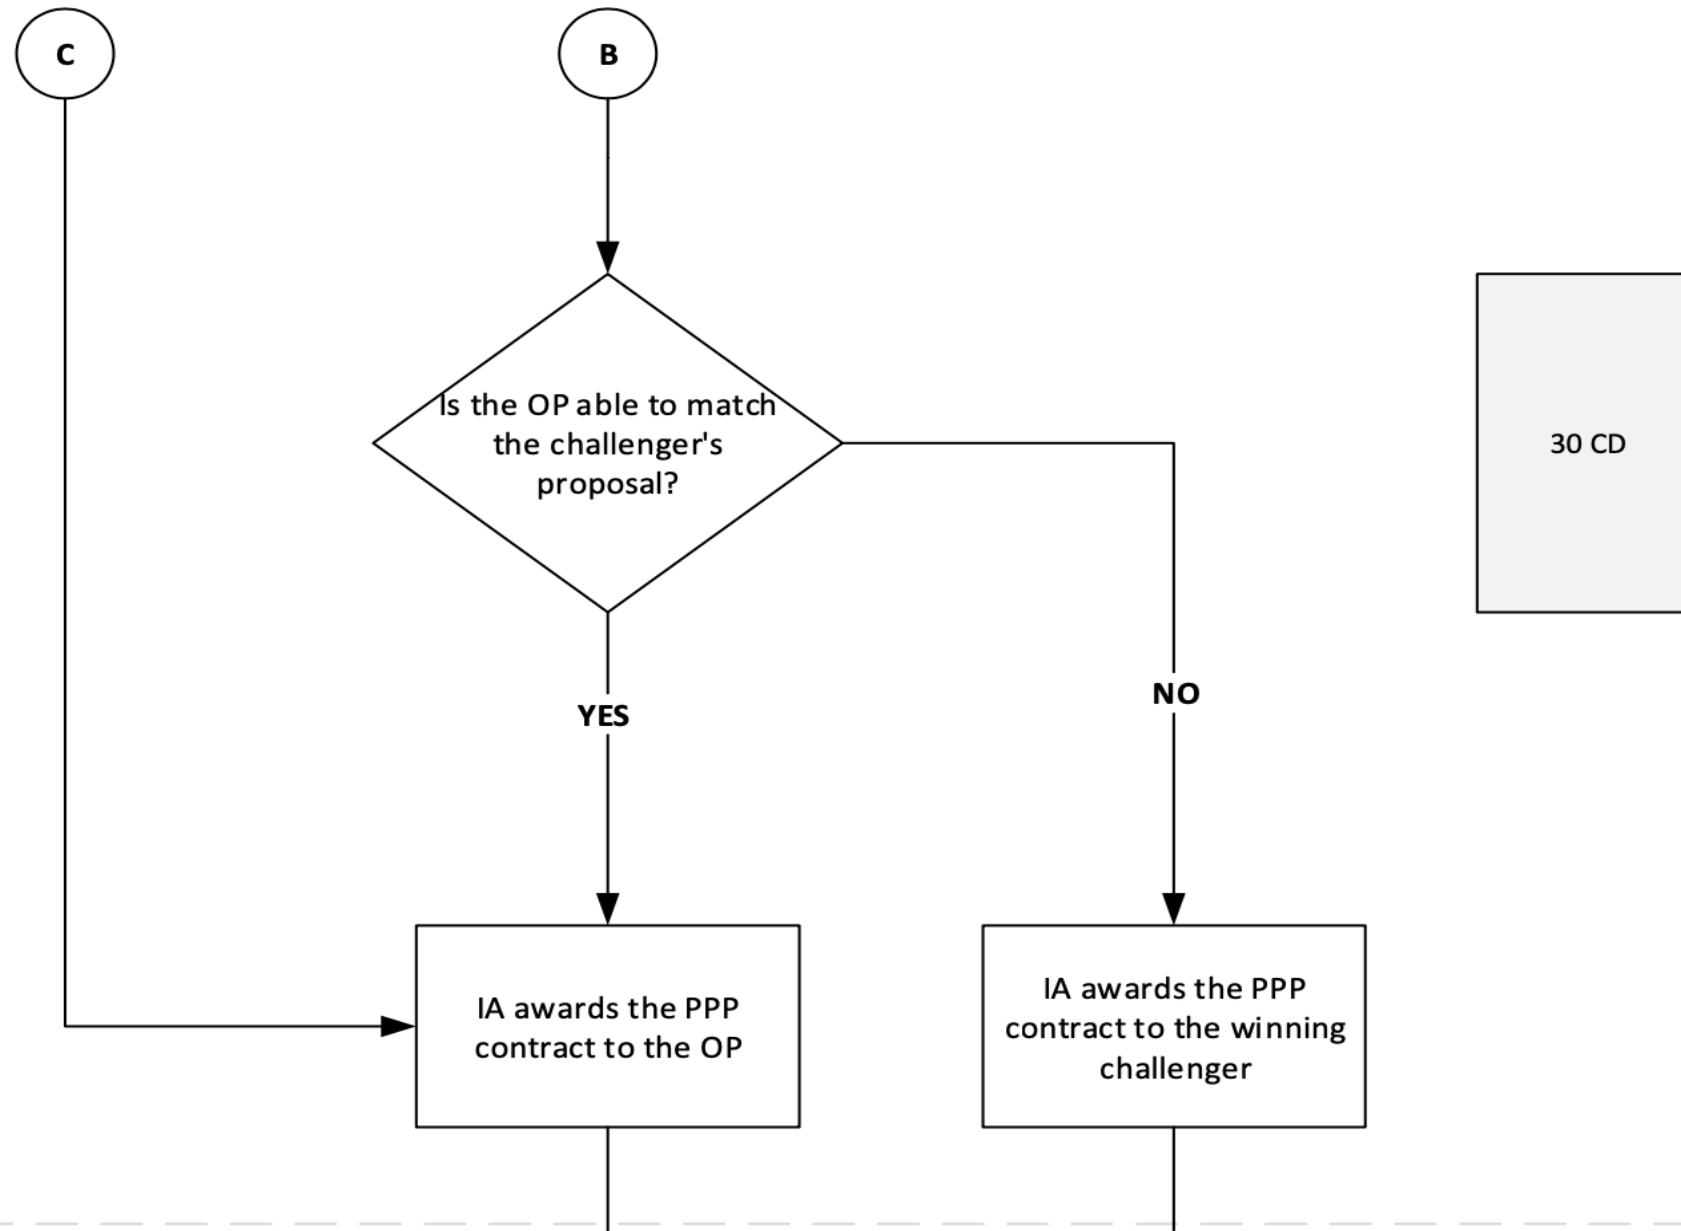 C
B
Is the OP able to match
the challenger's
proposal?
30 CD
NO
YES
IA awards the PPP
contract to the OP
IA awards the PPP
contract to the winning
challenger